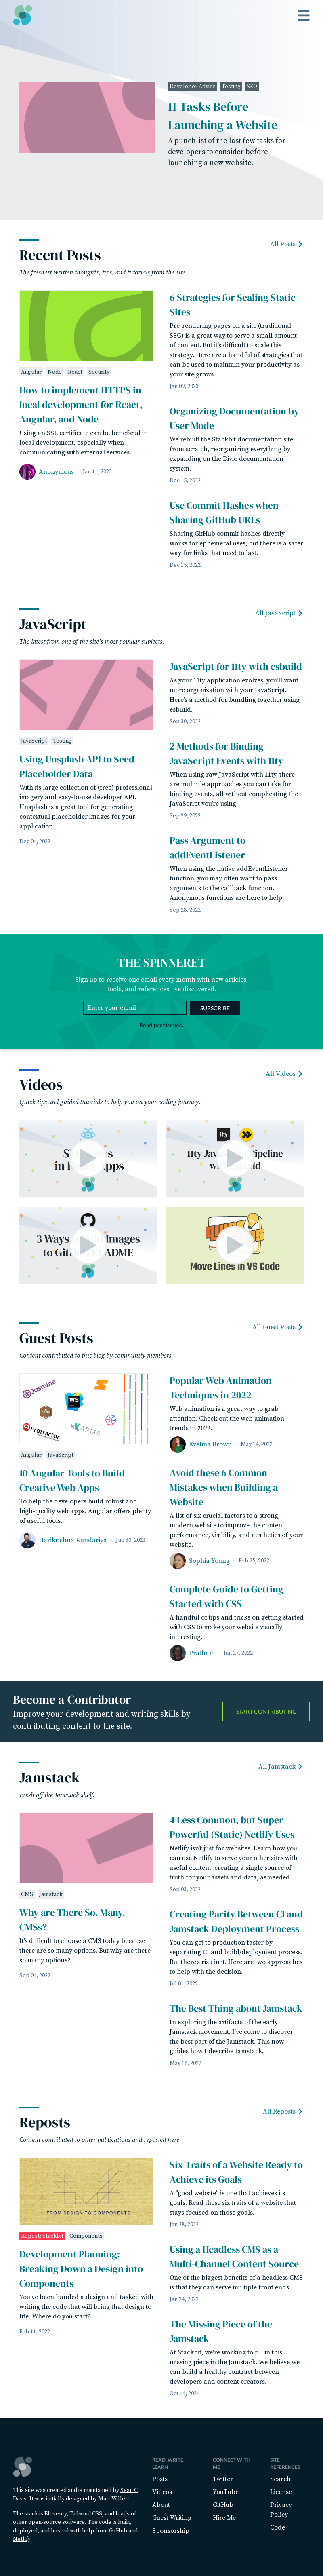 Developer Advice Testing SEO
11 Tests Before
Launching a Website
A punchlist of the last few tasks for
developers to consider before
launching a new website.
Recent Posts
All Posts
The freshest written thoughts, tips, and tutorials from the site.
Angular Node React Security
How to implement HTTPS in
local development for React,
Angular, and Node
Using an SSL certificate can be beneficial in
local development, especially when
communicating with external services.
Anonymous · Jan 11, 2023
6 Strategies for Scaling Static
Sites
Pre-rendering pages on a site (traditional
SSG) is a great way to serve a small amount
of content. But it's difficult to scale this
strategy. Here are a handful of strategies that
can be used to maintain your productivity as
your site grows.
Jan 09, 2023
Organizing Documentation by
User Mode
We rebuilt the Stackbit documentation site
from scratch, reorganizing everything by
expanding on the Divio documentation
system.
Dec 15, 2022
Use Commit Hashes when
Sharing GitHub URLs
Sharing GitHub commit hashes directly
works for ephemeral uses, but there is a safer
way for links that need to last.
Dec 15, 2022
JavaScript
All JavaScript
The latest from one of the site's most popular subjects.
JavaScript Testing
Using Unsplash API to Seed
Placeholder Data
With its large collection of (free) professional
imagery and easy-to-use developer API,
Unsplash is a great tool for generating
contextual placeholder images for your
application.
Dec 01, 2022
JavaScript for 11ty with esbuild
As your 11ty application evolves, you'll want
more organization with your JavaScript.
Here's a method for bundling together using
esbuild.
Sep 30, 2022
2 Methods for Binding
JavaScript Events with 11ty
When using raw JavaScript with 11ty, there
are multiple approaches you can take for
binding events, all without complicating the
JavaScript you're using.
Sep 29, 2022
Pass Argument to
addEventListener
When using the native addEventListener
function, you may often want to pass
arguments to the callback function.
Anonymous functions are here to help.
Sep 28, 2022
THE SPINNERET
Sign up to receive one email every month with new articles,
tools, and references I've discovered.
Enter your email
SUBSCRIBE
Read past issues.
Videos
All Videos
Quick tips and guided tutorials to help you on your coding journey.
Move Lines in VS Code
Guest Posts
All Guest Posts
Content contributed to this blog by community members.
Jasmine
WS
Protractor
KARMA
Angular JavaScript
10 Angular Tools to Build
Creative Web Apps
To help the developers build robust and
high-quality web apps, Angular offers plenty
of useful tools.
Harikrishna Kundariya · Jun 30, 2022
Popular Web Animation
Techniques in 2022
Web animation is a great way to grab
attention. Check out the web animation
trends in 2022.
Evelina Brown · May 14, 2022
Avoid these 6 Common
Mistakes when Building a
Website
A list of six crucial factors to a strong,
modern website to improve the content,
performance, visibility, and aesthetics of your
website.
Sophia Young · Feb 25, 2022
Complete Guide to Getting
Started with CSS
A handful of tips and tricks on getting started
with CSS to make your website visually
interesting.
Pratham · Jan 27, 2022
Become a Contributor
Improve your development and writing skills by
contributing content to the site.
START CONTRIBUTING
Jamstack
All Jamstack
Fresh off the Jamstack shelf.
CMS Jamstack
Why are There So. Many.
CMSs?
It's difficult to choose a CMS today because
there are so many options. But why are there
so many options?
Sep 04, 2022
4 Less Common, but Super
Powerful (Static) Netlify Uses
Netlify isn't just for websites. Learn how you
can use Netlify to serve your other sites with
useful content, creating a single source of
truth for your assets and data, as needed.
Sep 02, 2022
Creating Parity Between CI and
Jamstack Deployment Process
You can get to production faster by
separating CI and build/deployment process.
But there's risk in it. Here are two approaches
to help with the decision.
Jul 01, 2022
The Best Thing about Jamstack
In exploring the artifacts of the early
Jamstack movement, I've come to discover
the best part of the Jamstack. This now
guides how I describe Jamstack.
May 18, 2022
Reposts
All Reposts
Content contributed to other publications and reposted here.
FROM DESIGN TO COMPONENTS
Repost: Stackbit Components
Development Planning:
Breaking Down a Design into
Components
You've been handed a design and tasked with
writing the code that will bring that design to
life. Where do you start?
Feb 11, 2022
Six Traits of a Website Ready to
Achieve its Goals
A "good website" is one that achieves its
goals. Read these six traits of a website that
stays focused on these goals.
Jan 28, 2022
Using a Headless CMS as a
Multi-Channel Content Source
One of the biggest benefits of a headless CMS
is that they can serve multiple front ends.
Jan 24, 2022
The Missing Piece of the
Jamstack
At Stackbit, we're working to fill in this
missing piece in the Jamstack. We believe we
can build a healthy contract between
developers and content creators.
Oct 14, 2021
This site was created and is maintained by Sean C
Davis. It was initially designed by Matt Willett.
The stack is Eleventy, Tailwind CSS, and loads of
other open-source software. The code is built,
deployed, and hosted with help from GitHub and
Netlify.
READ, WRITE,
LEARN
Posts
Videos
About
Guest Writing
Sponsorship
CONNECT WITH
ME
Twitter
YouTube
GitHub
Hire Me
SITE
REFERENCES
Search
License
Privacy
Policy
Code